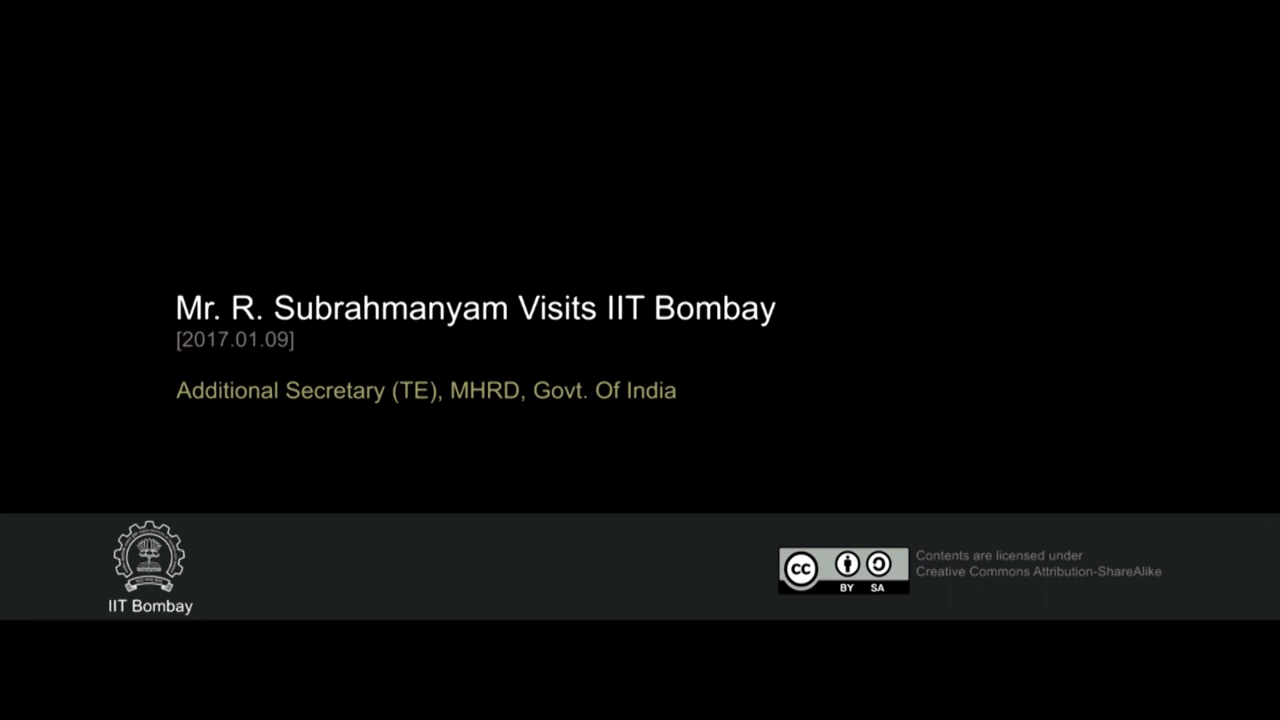 Mr. R. Subrahmanyam Visits IIT Bombay
[2017.01.09]
Additional Secretary (TE), MHRD, Govt. Of India
IIT Bombay
cc
BY SA
Contents are licensed under
Creative Commons Attribution-ShareAlike